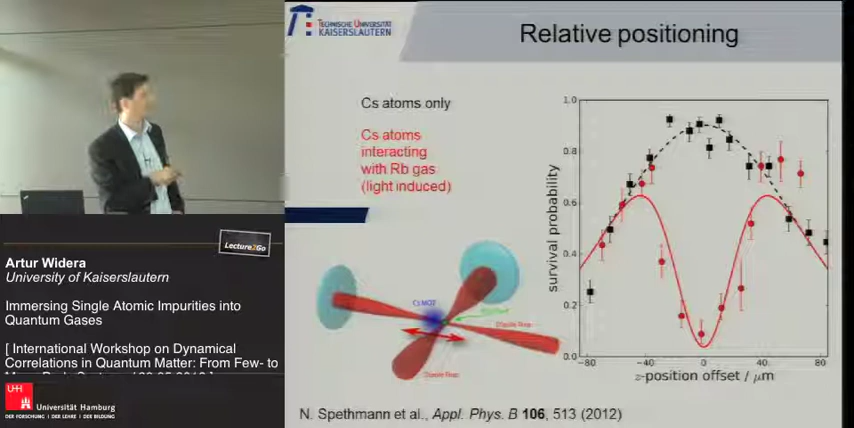 TECHNISCHE UNIVERSITÄT
KAISERSLAUTERN
Relative positioning
Cs atoms only
Cs atoms
interacting
with Rb gas
(light induced)
Cs MOT
Dipole trap
Dipole trap
survival probability
1.0
0.8
0.6
0.4
0.2
0.0
−80
−40
0
40
80
z-position offset / μm
N. Spethmann et al., Appl. Phys. B 106, 513 (2012)
Lecture2Go
Artur Widera
University of Kaiserslautern
Immersing Single Atomic Impurities into
Quantum Gases
[ International Workshop on Dynamical
Correlations in Quantum Matter: From Few- to
UHH
Universität Hamburg
DER FORSCHUNG | DER LEHRE | DER BILDUNG